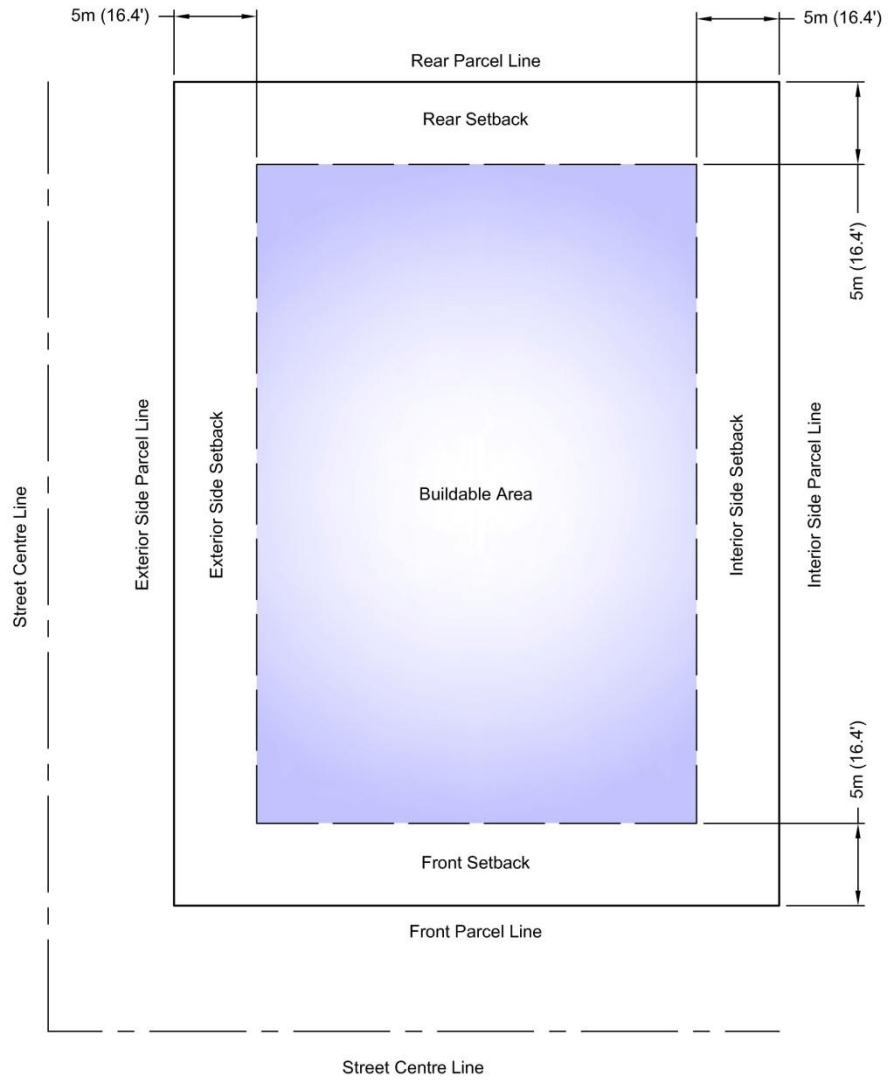 5m (16.4')
5m (16.4')
Rear Parcel Line
Rear Setback
5m (16.4')
Street Centre Line
Exterior Side Parcel Line
Exterior Side Setback
Buildable Area
Interior Side Setback
Interior Side Parcel Line
5m (16.4')
Front Setback
Front Parcel Line
Street Centre Line